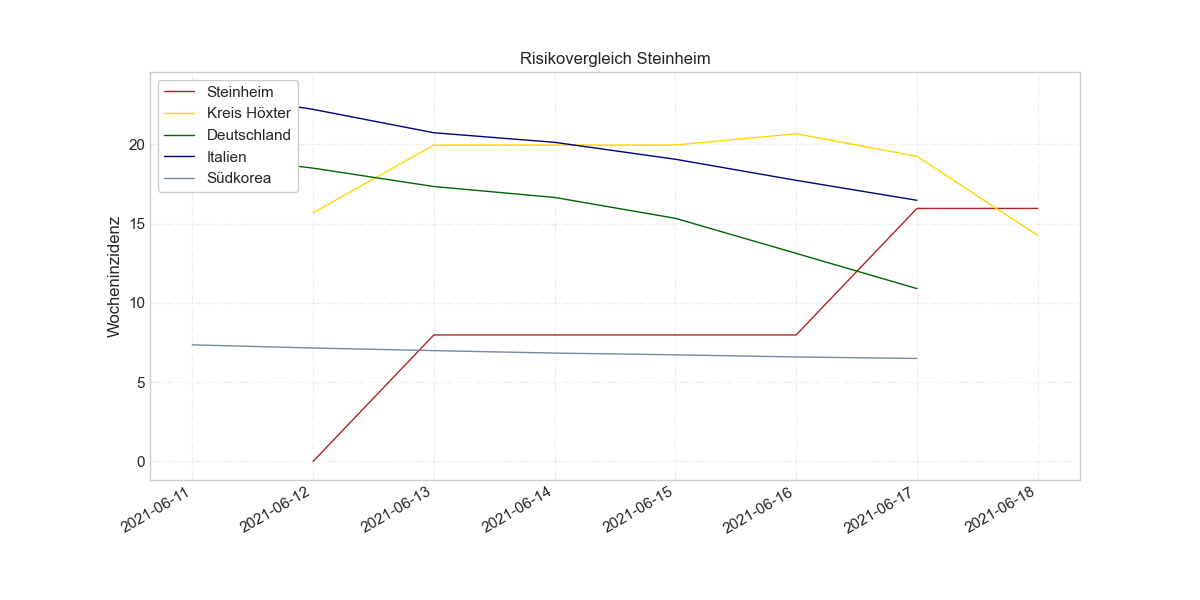 Risikovergleich Steinheim
Steinheim
Kreis Höxter
Deutschland
Italien
Südkorea
Wocheninzidenz
20
15
10
5
0
2021-06-11
2021-06-12
2021-06-13
2021-06-14
2021-06-15
2021-06-16
2021-06-17
2021-06-18